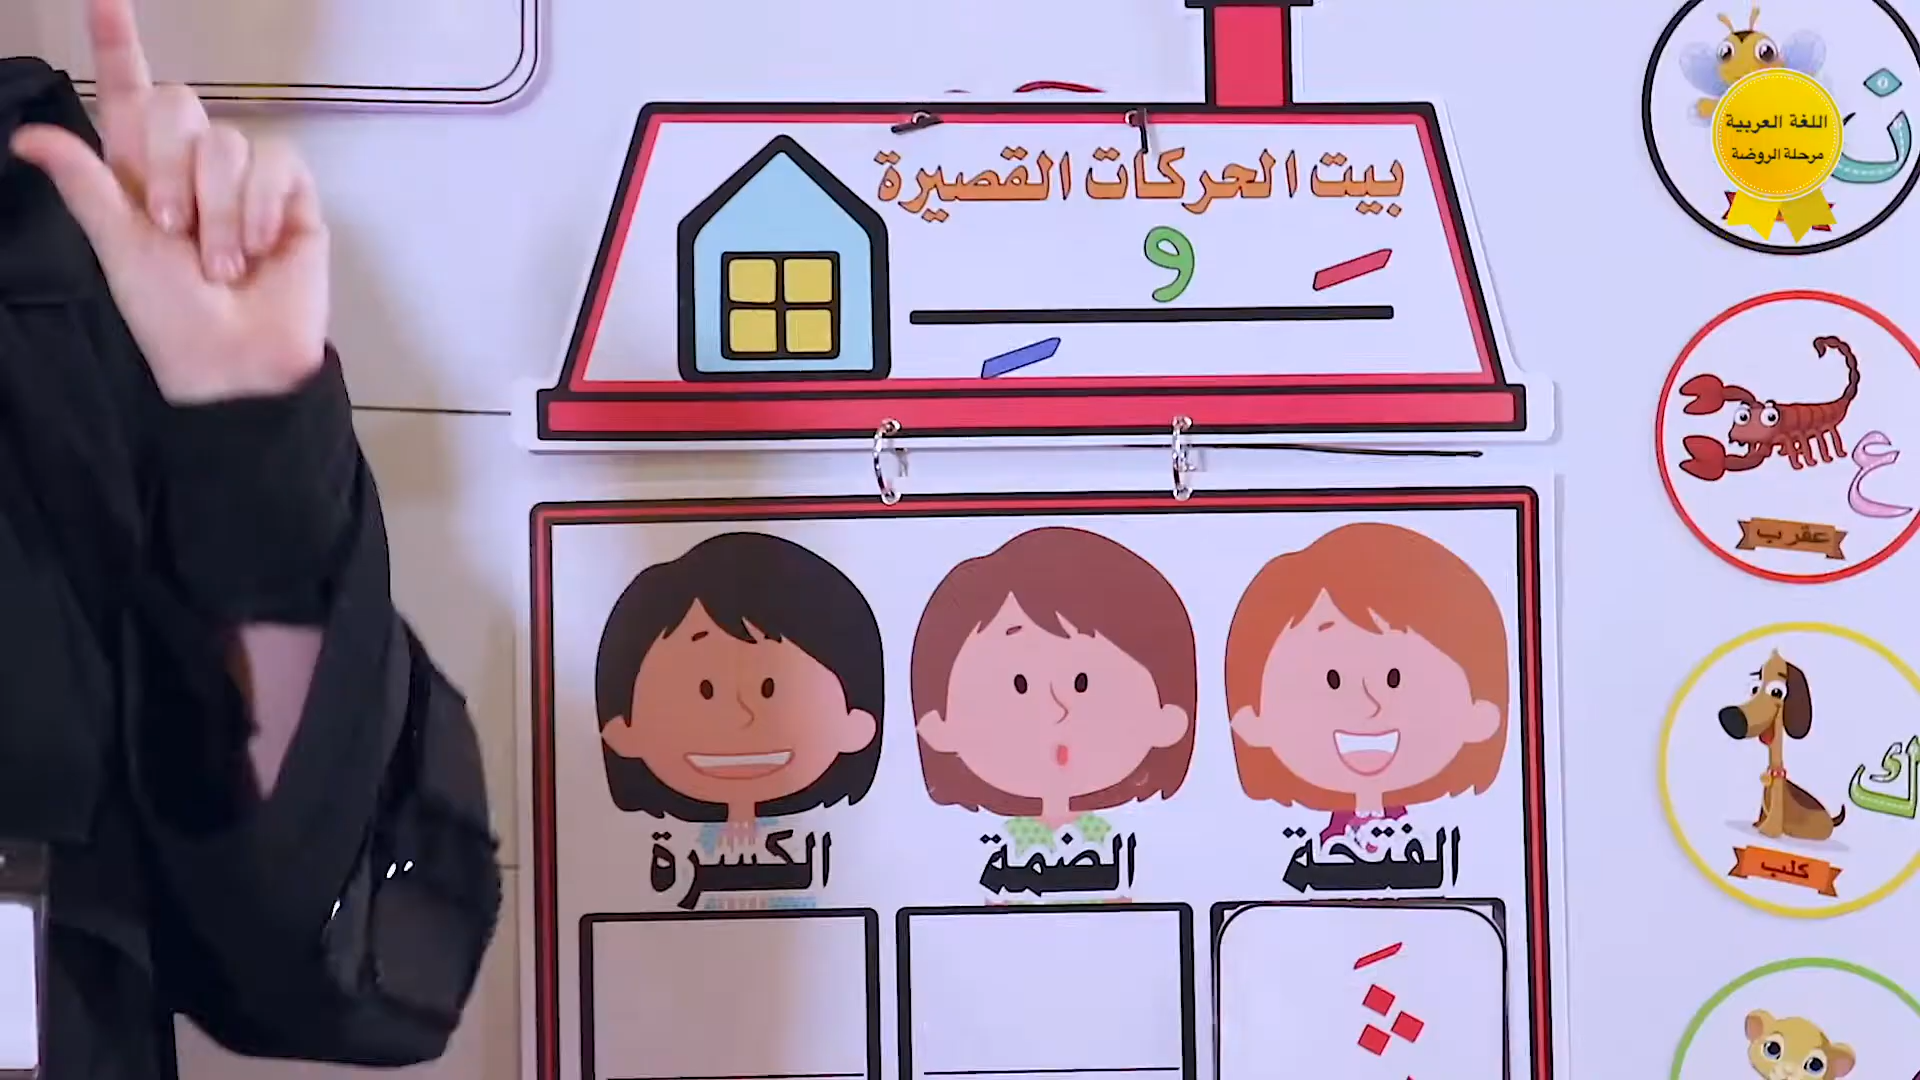 بيت الحركات القصيرة
َ و
ِ
الفتحة الضمة الكسرة
َ
ن
اللغة العربية
مرحلة الروضة
ع
عقرب
ك
كلب